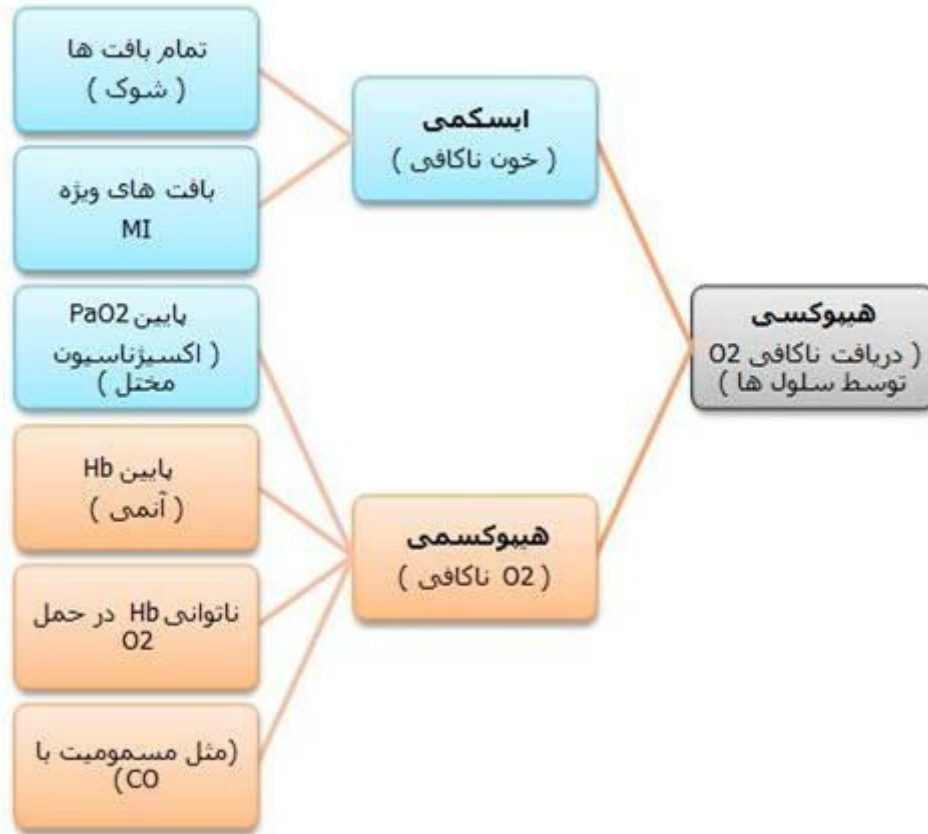 هیپوکسی
( دریافت ناکافی O2
توسط سلول ها )
ایسکمی
( خون ناکافی )
تمام بافت ها
( شوک )
بافت های ویژه
MI
هیپوکسمی
( O2 ناکافی )
پایین PaO2
( اکسیژناسیون
مختل )
پایین Hb
( آنمی )
ناتوانی Hb در حمل
O2
(مثل مسمومیت با
CO)